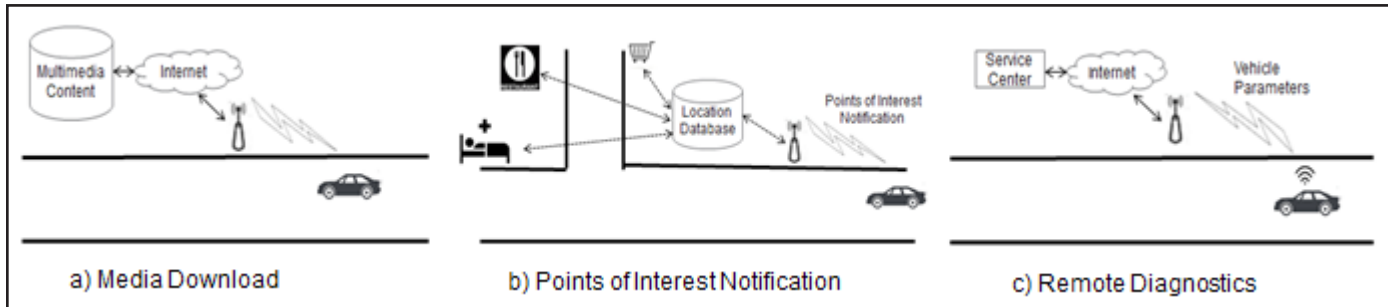 Multimedia
Content
Internet
a) Media Download
RESTAURANT
Location
Database
Points of Interest
Notification
b) Points of Interest Notification
Service
Center
Internet
Vehicle
Parameters
c) Remote Diagnostics